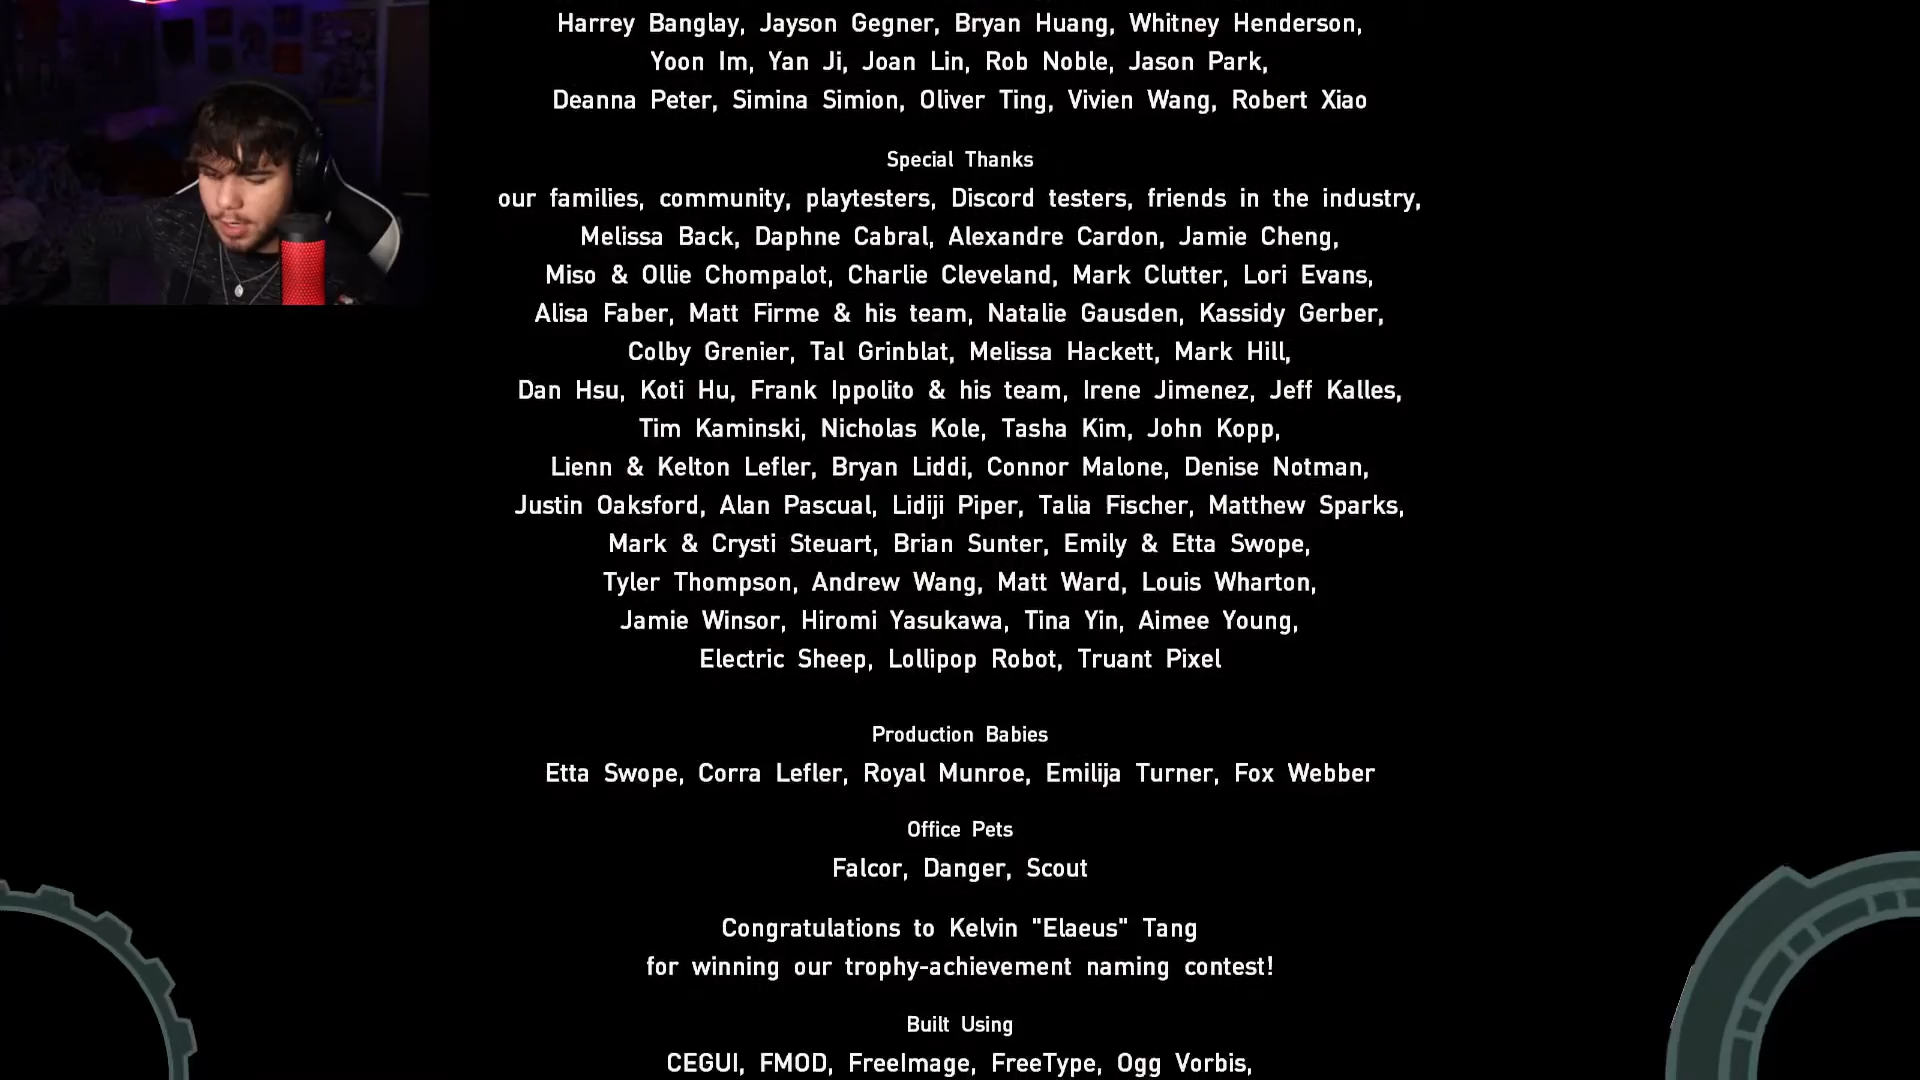 Harrey Banglay, Jayson Gegner, Bryan Huang, Whitney Henderson,
Yoon Im, Yan Ji, Joan Lin, Rob Noble, Jason Park,
Deanna Peter, Simina Simion, Oliver Ting, Vivien Wang, Robert Xiao
Special Thanks
our families, community, playtesters, Discord testers, friends in the industry,
Melissa Back, Daphne Cabral, Alexandre Cardon, Jamie Cheng,
Miso & Ollie Chompalot, Charlie Cleveland, Mark Clutter, Lori Evans,
Alisa Faber, Matt Firme & his team, Natalie Gausden, Kassidy Gerber,
Colby Grenier, Tal Grinblat, Melissa Hackett, Mark Hill,
Dan Hsu, Koti Hu, Frank Ippolito & his team, Irene Jimenez, Jeff Kalles,
Tim Kaminski, Nicholas Kole, Tasha Kim, John Kopp,
Lienn & Kelton Lefler, Bryan Liddi, Connor Malone, Denise Notman,
Justin Oaksford, Alan Pascual, Lidiji Piper, Talia Fischer, Matthew Sparks,
Mark & Crysti Steuart, Brian Sunter, Emily & Etta Swope,
Tyler Thompson, Andrew Wang, Matt Ward, Louis Wharton,
Jamie Winsor, Hiromi Yasukawa, Tina Yin, Aimee Young,
Electric Sheep, Lollipop Robot, Truant Pixel
Production Babies
Etta Swope, Corra Lefler, Royal Munroe, Emilija Turner, Fox Webber
Office Pets
Falcor, Danger, Scout
Congratulations to Kelvin "Elaeus" Tang
for winning our trophy-achievement naming contest!
Built Using
CEGUI, FMOD, FreeImage, FreeType, Ogg Vorbis,